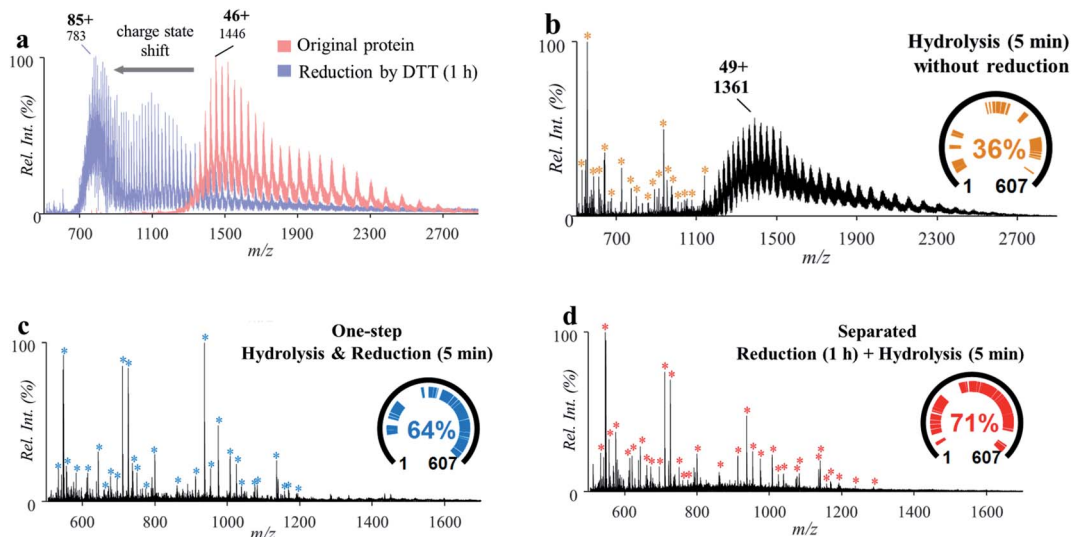 a
85+
783
charge state
shift
46+
1446
Original protein
Reduction by DTT (1 h)
100
Rel. Int. (%)
0
700 1100 1500 1900 2300 2700
m/z
b
Hydrolysis (5 min)
without reduction
100
49+
1361
36%
1 607
Rel. Int. (%)
0
700 1100 1500 1900 2300 2700
m/z
c
One-step
Hydrolysis & Reduction (5 min)
100
64%
1 607
Rel. Int. (%)
0
600 800 1000 1200 1400 1600
m/z
d
Separated
Reduction (1 h) + Hydrolysis (5 min)
100
71%
1 607
Rel. Int. (%)
0
600 800 1000 1200 1400 1600
m/z